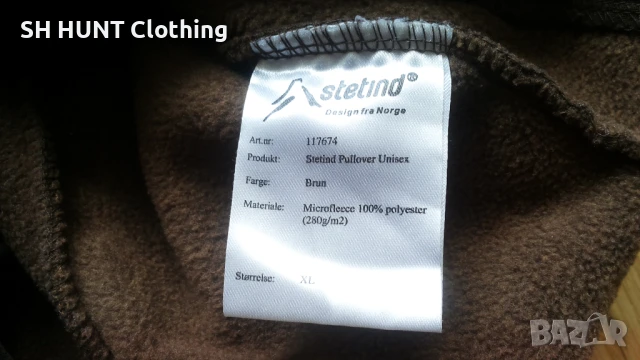 SH HUNT Clothing
stetind®
Design fra Norge
Art.nr: 117674
Produkt: Stetind Pullover Unisex
Farge: Brun
Materiale: Microfleece 100% polyester
(280g/m2)
Størrelse: XL
BAZAR